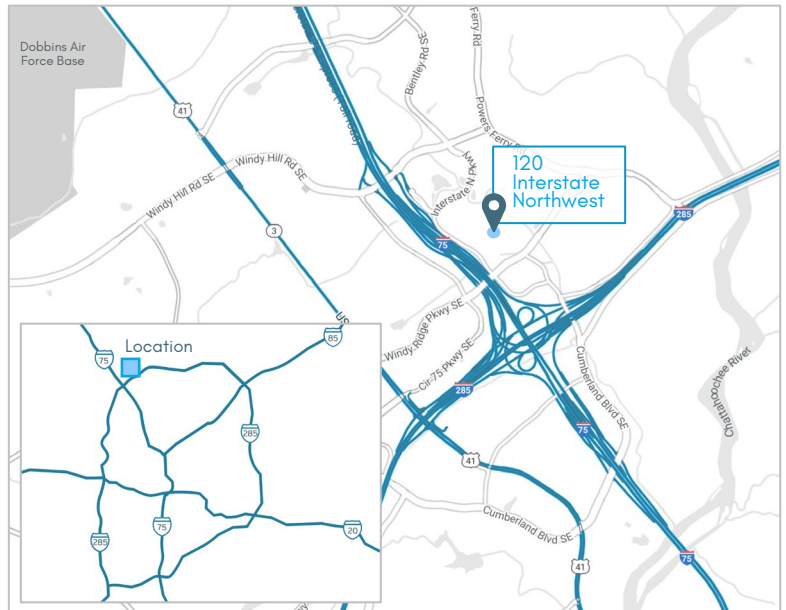 Dobbins Air
Force Base
Bentley Rd SE
Ferry Rd
41
Powers Ferry Rd
120
Interstate
Northwest
Windy Hill Rd SE
Windy Hill Rd SE
Interstate N Pkwy
Pkwy
285
3
75
US
Windy Ridge Pkwy SE
Cir 75 Pkwy SE
285
Cumberland Blvd SE
Chattahoochee River
75
41
Cumberland Blvd SE
75
41
Location
75
85
285
285
75
20